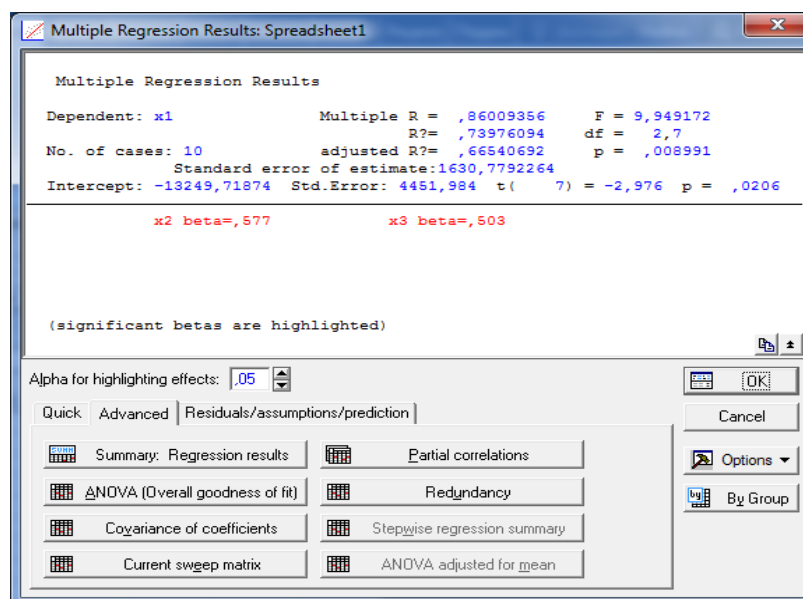 Multiple Regression Results: Spreadsheet1
Multiple Regression Results
Dependent: x1 Multiple R = ,86009356 F = 9,949172
R?= ,73976094 df = 2,7
No. of cases: 10 adjusted R?= ,66540692 p = ,008991
Standard error of estimate:1630,7792264
Intercept: -13249,71874 Std.Error: 4451,984 t( 7) = -2,976 p = ,0206
x2 beta=,577 x3 beta=,503
(significant betas are highlighted)
Alpha for highlighting effects: ,05
OK
Quick Advanced Residuals/assumptions/prediction
Cancel
Summary: Regression results Partial correlations
Options
ANOVA (Overall goodness of fit) Redundancy
By Group
Covariance of coefficients Stepwise regression summary
Current sweep matrix ANOVA adjusted for mean